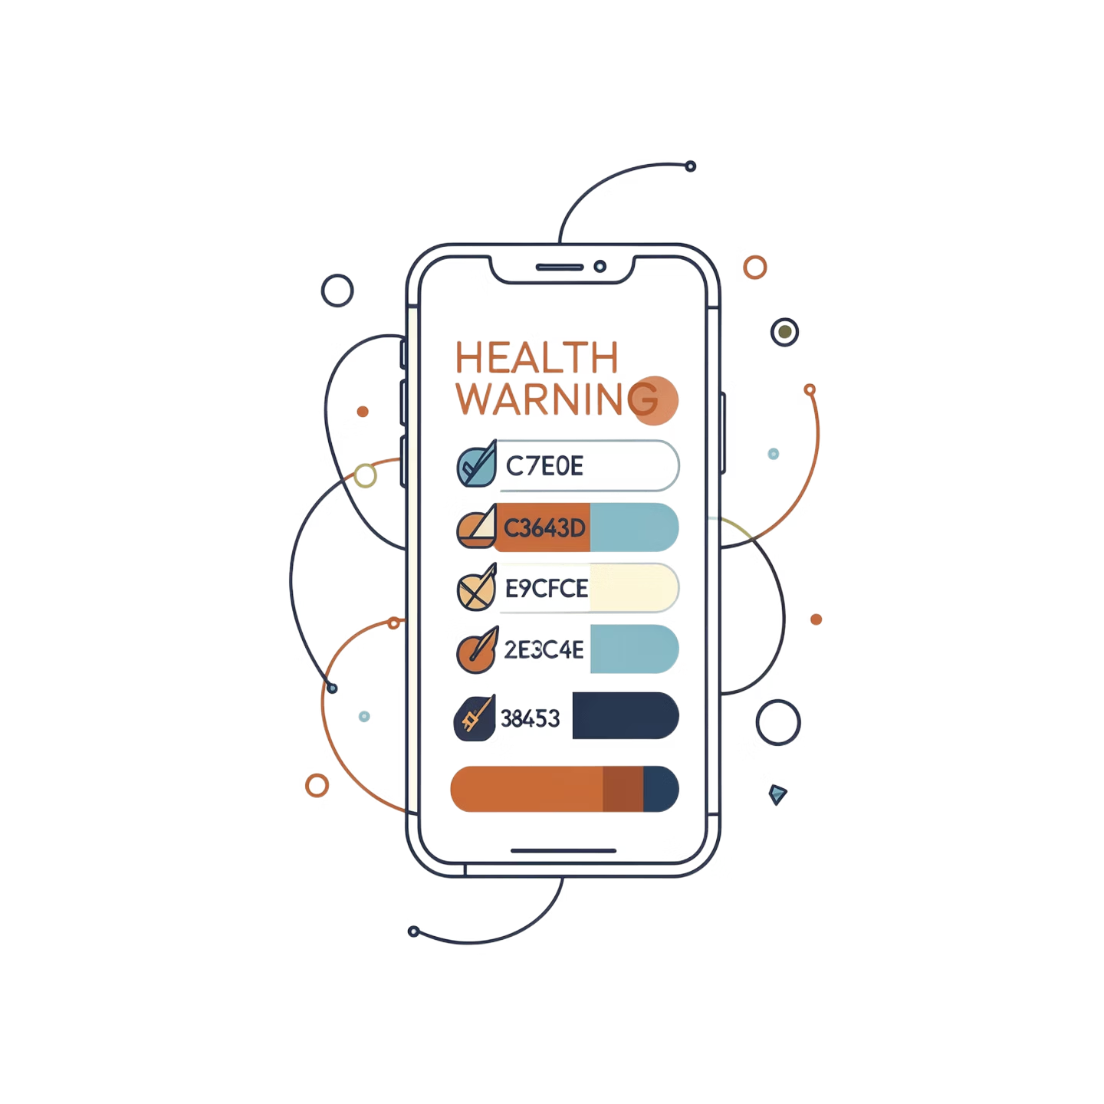 HEALTH
WARNING
C7E0E
C3643D
E9CFCE
2E3C4E
38453